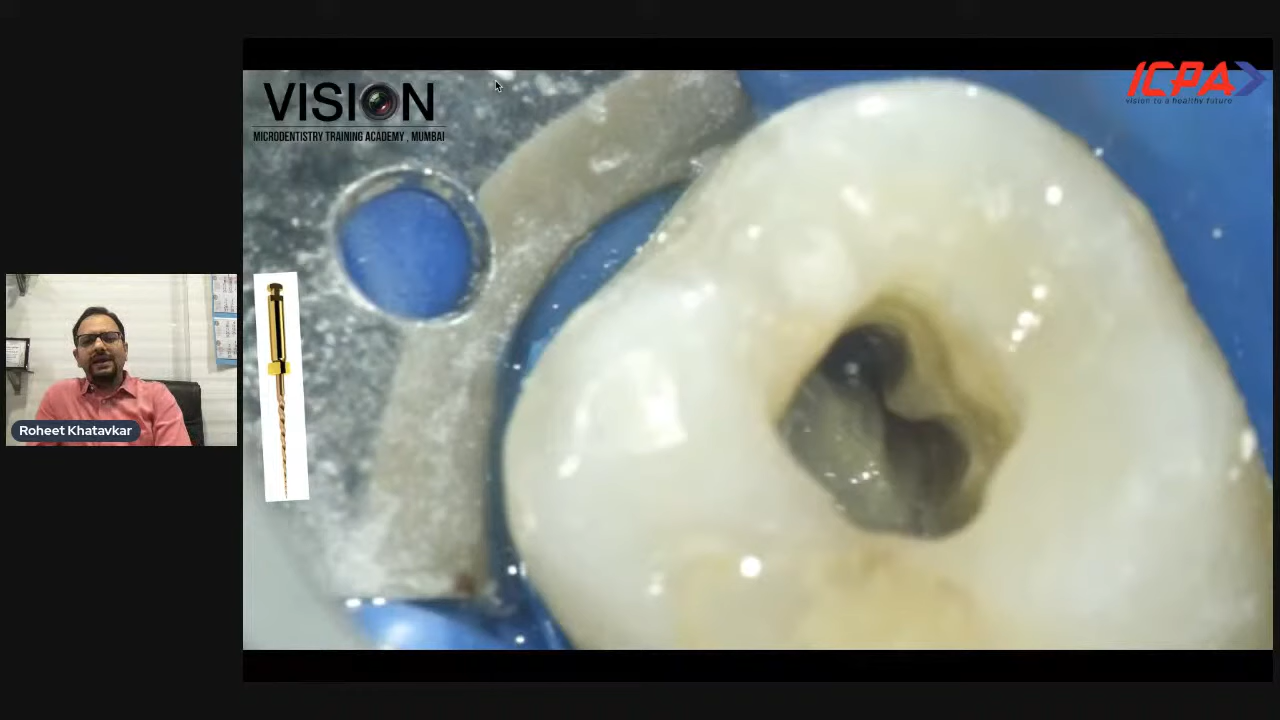 VISION
MICRODENTISTRY TRAINING ACADEMY , MUMBAI
ICPA
vision to a healthy future
Roheet Khatavkar